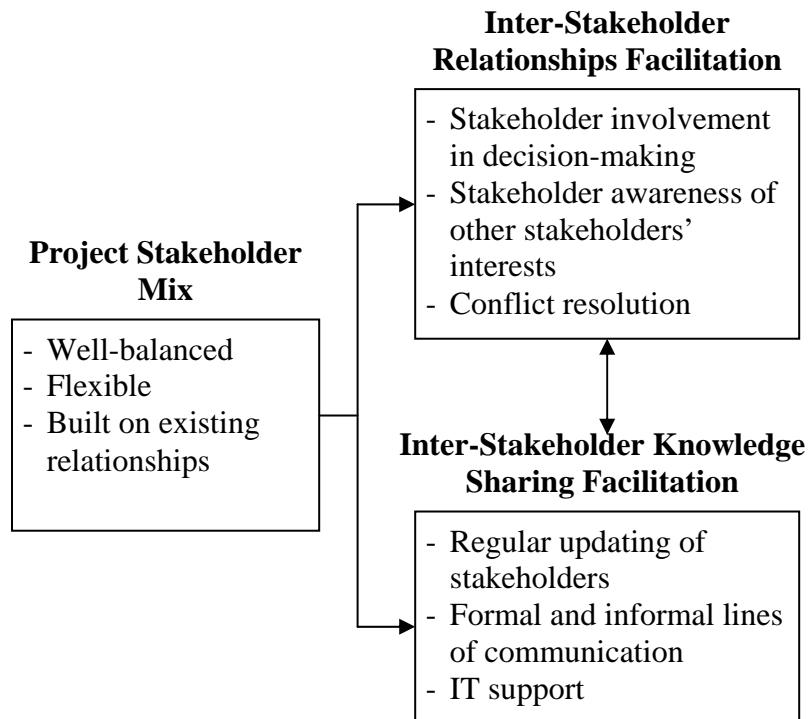 Project Stakeholder
Mix
- Well-balanced
- Flexible
- Built on existing
relationships
Inter-Stakeholder
Relationships Facilitation
- Stakeholder involvement
in decision-making
- Stakeholder awareness of
other stakeholders’
interests
- Conflict resolution
Inter-Stakeholder Knowledge
Sharing Facilitation
- Regular updating of
stakeholders
- Formal and informal lines
of communication
- IT support